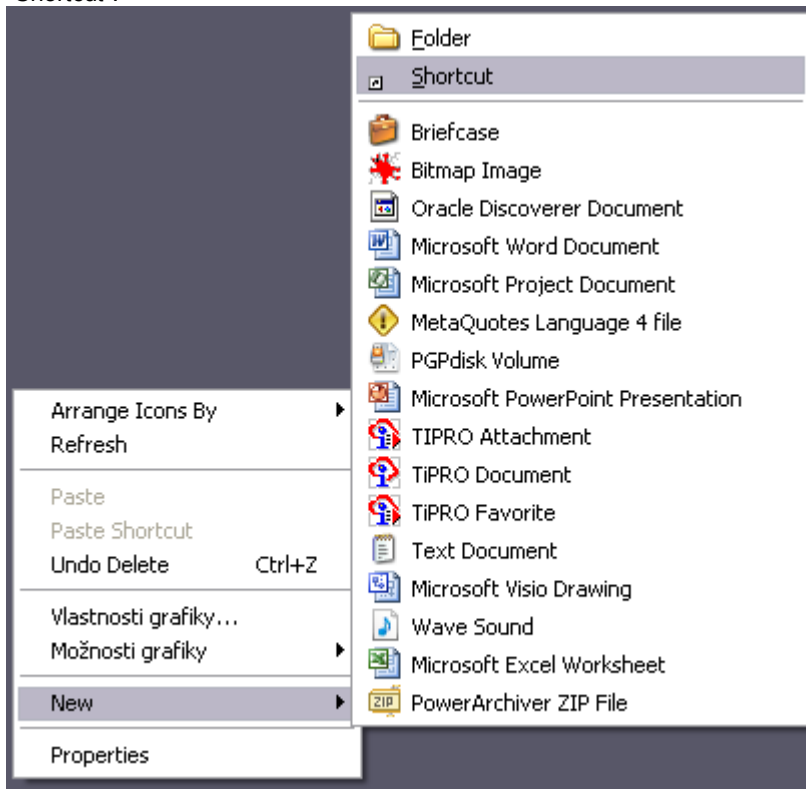 Folder
Shortcut
Briefcase
Bitmap Image
Oracle Discoverer Document
Microsoft Word Document
Microsoft Project Document
MetaQuotes Language 4 file
PGPdisk Volume
Microsoft PowerPoint Presentation
TIPRO Attachment
TiPRO Document
TiPRO Favorite
Text Document
Microsoft Visio Drawing
Wave Sound
Microsoft Excel Worksheet
ZIP PowerArchiver ZIP File
Arrange Icons By
Refresh
Paste
Paste Shortcut
Undo Delete Ctrl+Z
Vlastnosti grafiky...
Možnosti grafiky
New
Properties